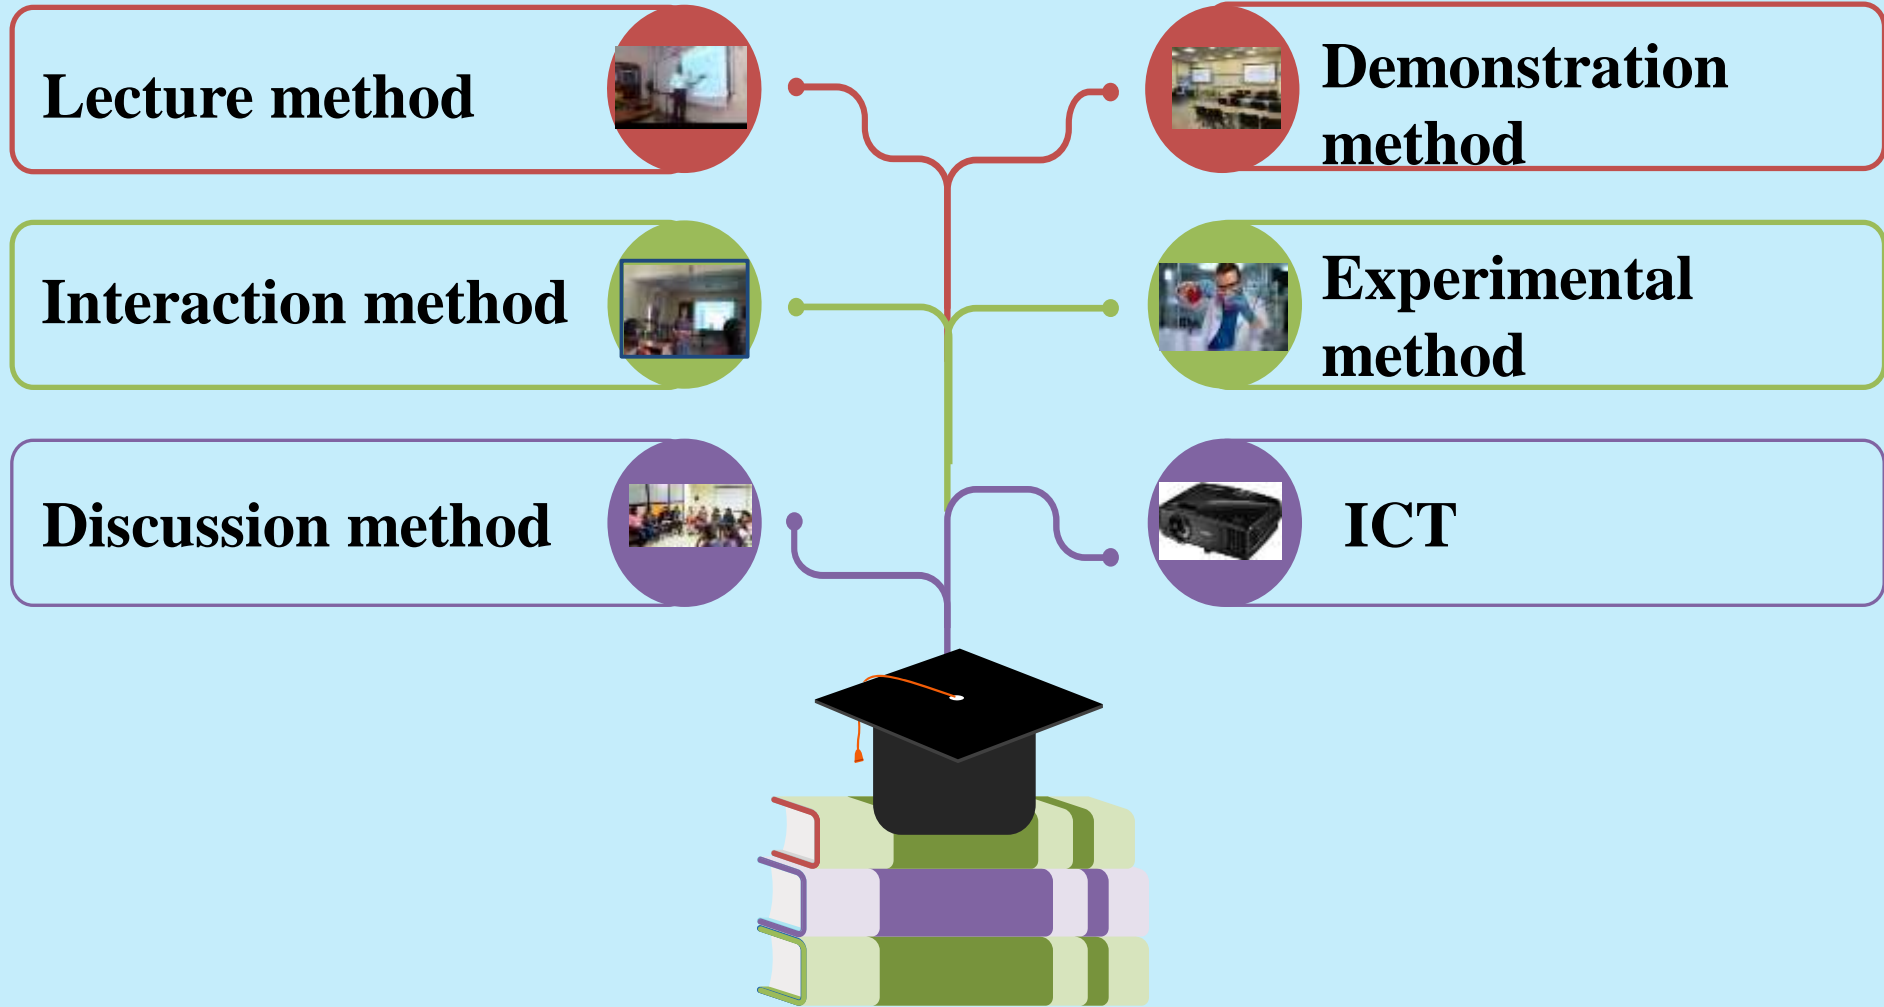 Lecture method
Demonstration
method
Interaction method
Experimental
method
Discussion method
ICT